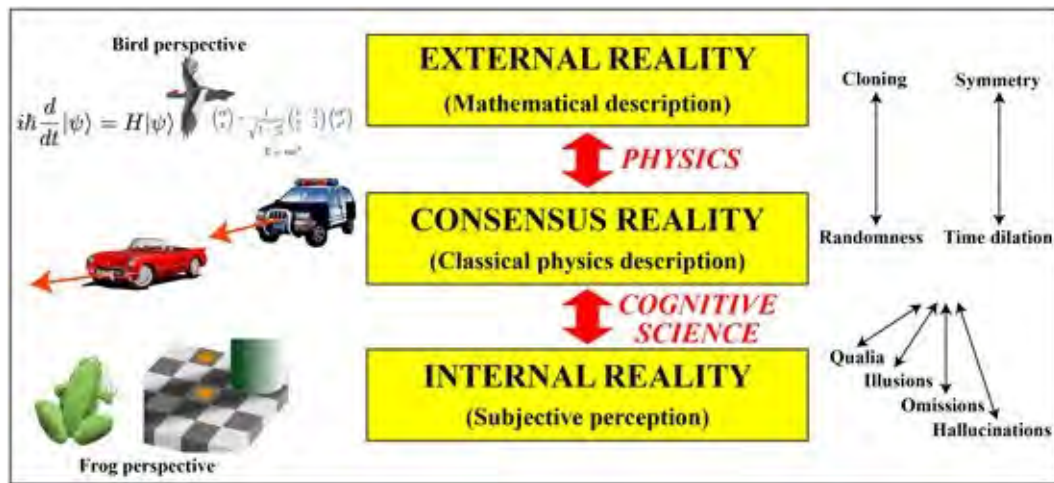 Bird perspective
iħ d/dt |ψ⟩ = H|ψ⟩
EXTERNAL REALITY
(Mathematical description)
PHYSICS
CONSENSUS REALITY
(Classical physics description)
COGNITIVE
SCIENCE
INTERNAL REALITY
(Subjective perception)
Frog perspective
Cloning
Symmetry
Randomness
Time dilation
Qualia
Illusions
Omissions
Hallucinations